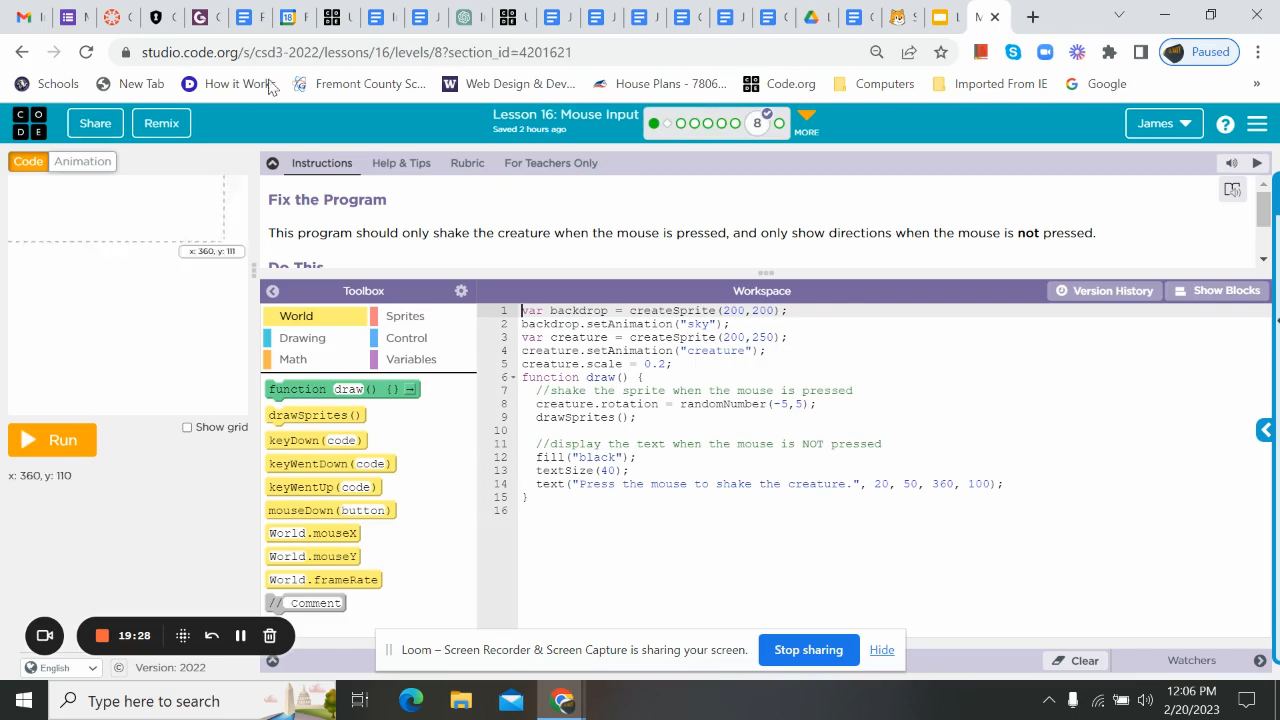 M
studio.code.org/s/csd3-2022/lessons/16/levels/8?section_id=4201621
Paused
Schools
New Tab
How it Work
Fremont County Sc...
Web Design & Dev...
House Plans - 7806...
Code.org
Computers
Imported From IE
Google
»
CO
DE
Share
Remix
Lesson 16: Mouse Input
Saved 2 hours ago
8
MORE
James
Code
Animation
Instructions
Help & Tips
Rubric
For Teachers Only
Fix the Program
This program should only shake the creature when the mouse is pressed, and only show directions when the mouse is not pressed.
Do This
x: 360, y: 111
Toolbox
Workspace
Version History
Show Blocks
World
Sprites
Drawing
Control
Math
Variables
function draw() {}
drawSprites()
keyDown(code)
keyWentDown(code)
keyWentUp(code)
mouseDown(button)
World.mouseX
World.mouseY
World.frameRate
// Comment
1 var backdrop = createSprite(200,200);
2 backdrop.setAnimation("sky");
3 var creature = createSprite(200,250);
4 creature.setAnimation("creature");
5 creature.scale = 0.2;
6 function draw() {
7 //shake the sprite when the mouse is pressed
8 creature.rotation = randomNumber(-5,5);
9 drawSprites();
10
11 //display the text when the mouse is NOT pressed
12 fill("black");
13 textSize(40);
14 text("Press the mouse to shake the creature.", 20, 50, 360, 100);
15 }
16
Show grid
Run
x: 360, y: 110
19:28
Loom – Screen Recorder & Screen Capture is sharing your screen.
Stop sharing
Hide
English
© Version: 2022
Clear
Watchers
Type here to search
12:06 PM
2/20/2023